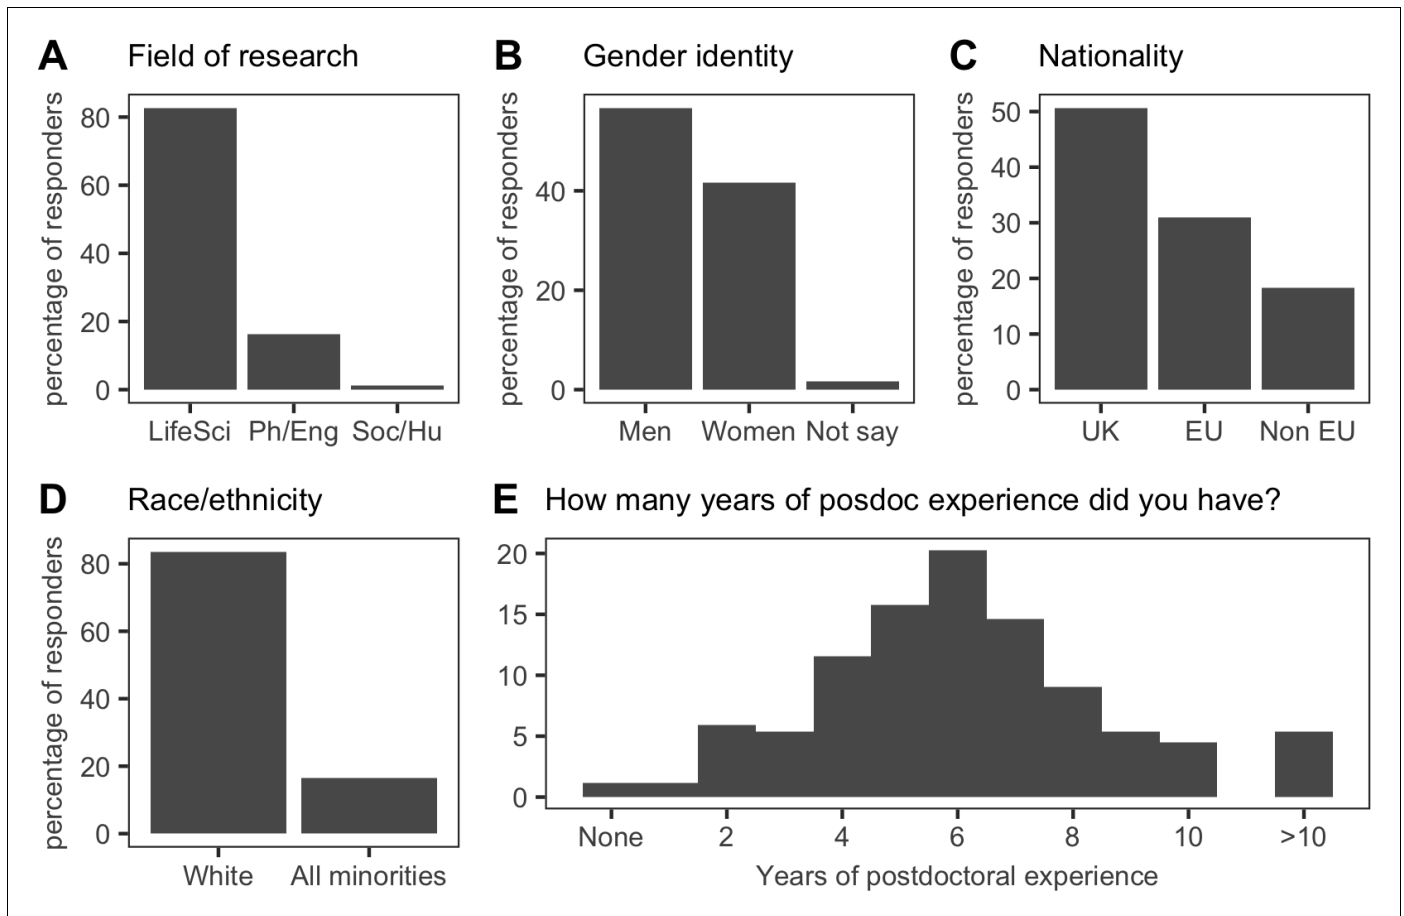 A Field of research
percentage of responders
80
60
40
20
0
LifeSci Ph/Eng Soc/Hu
B Gender identity
percentage of responders
40
20
0
Men Women Not say
C Nationality
percentage of responders
50
40
30
20
10
0
UK EU Non EU
D Race/ethnicity
percentage of responders
80
60
40
20
0
White All minorities
E How many years of posdoc experience did you have?
20
15
10
5
0
None 2 4 6 8 10 >10
Years of postdoctoral experience